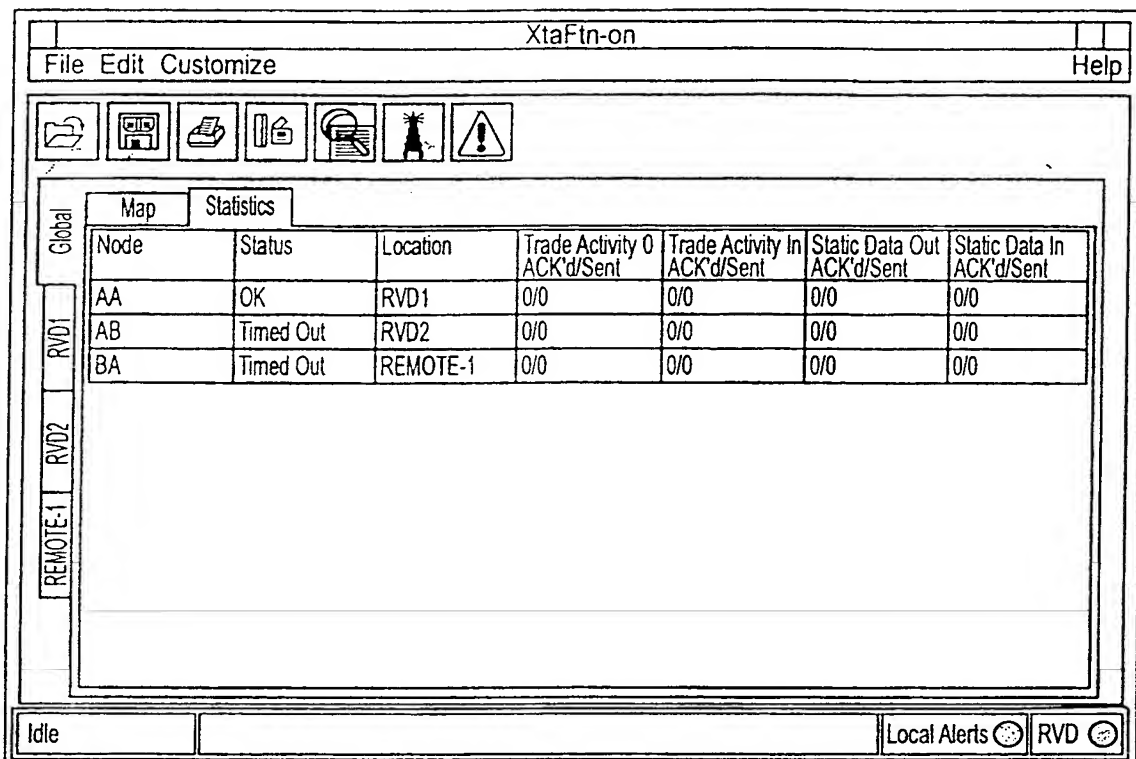 XtaFtn-on
File Edit Customize Help
Map Statistics
Node Status Location Trade Activity 0 ACK'd/Sent Trade Activity In ACK'd/Sent Static Data Out ACK'd/Sent Static Data In ACK'd/Sent
AA OK RVD1 0/0 0/0 0/0 0/0
AB Timed Out RVD2 0/0 0/0 0/0 0/0
BA Timed Out REMOTE-1 0/0 0/0 0/0 0/0
Global
RVD1
RVD2
REMOTE-1
Idle Local Alerts RVD